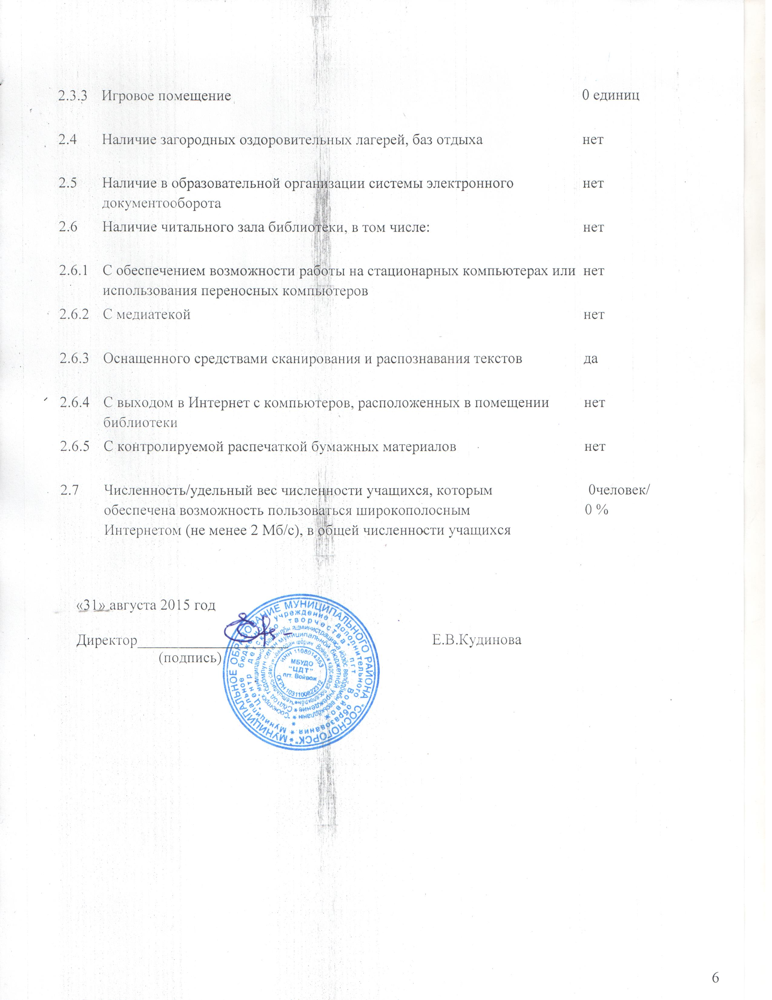 2.3.3 Игровое помещение 0 единиц
2.4 Наличие загородных оздоровительных лагерей, баз отдыха нет
2.5 Наличие в образовательной организации системы электронного нет
документооборота
2.6 Наличие читального зала библиотеки, в том числе: нет
2.6.1 С обеспечением возможности работы на стационарных компьютерах или нет
использования переносных компьютеров
2.6.2 С медиатекой нет
2.6.3 Оснащенного средствами сканирования и распознавания текстов да
2.6.4 С выходом в Интернет с компьютеров, расположенных в помещении нет
библиотеки
2.6.5 С контролируемой распечаткой бумажных материалов нет
2.7 Численность/удельный вес численности учащихся, которым 0человек/
обеспечена возможность пользоваться широкополосным 0 %
Интернетом (не менее 2 Мб/с), в общей численности учащихся
«31» августа 2015 год
Директор Е.В.Кудинова
(подпись)
МУНИЦИПАЛЬНОЕ ОБРАЗОВАНИЕ МУНИЦИПАЛЬНОГО РАЙОНА "СОСНОГОРСК"
Муниципальное бюджетное учреждение дополнительного образования
"Центр детского творчества" пгт Войвож
ИНН 1108014353
МБУДО
"ЦДТ"
пгт. Войвож
ОГРН 1031100822312
6